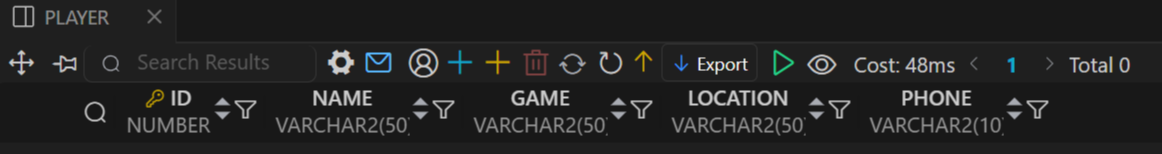 PLAYER
Search Results Export Cost: 48ms 1 Total 0
ID NAME GAME LOCATION PHONE
NUMBER VARCHAR2(50) VARCHAR2(50) VARCHAR2(50) VARCHAR2(10)